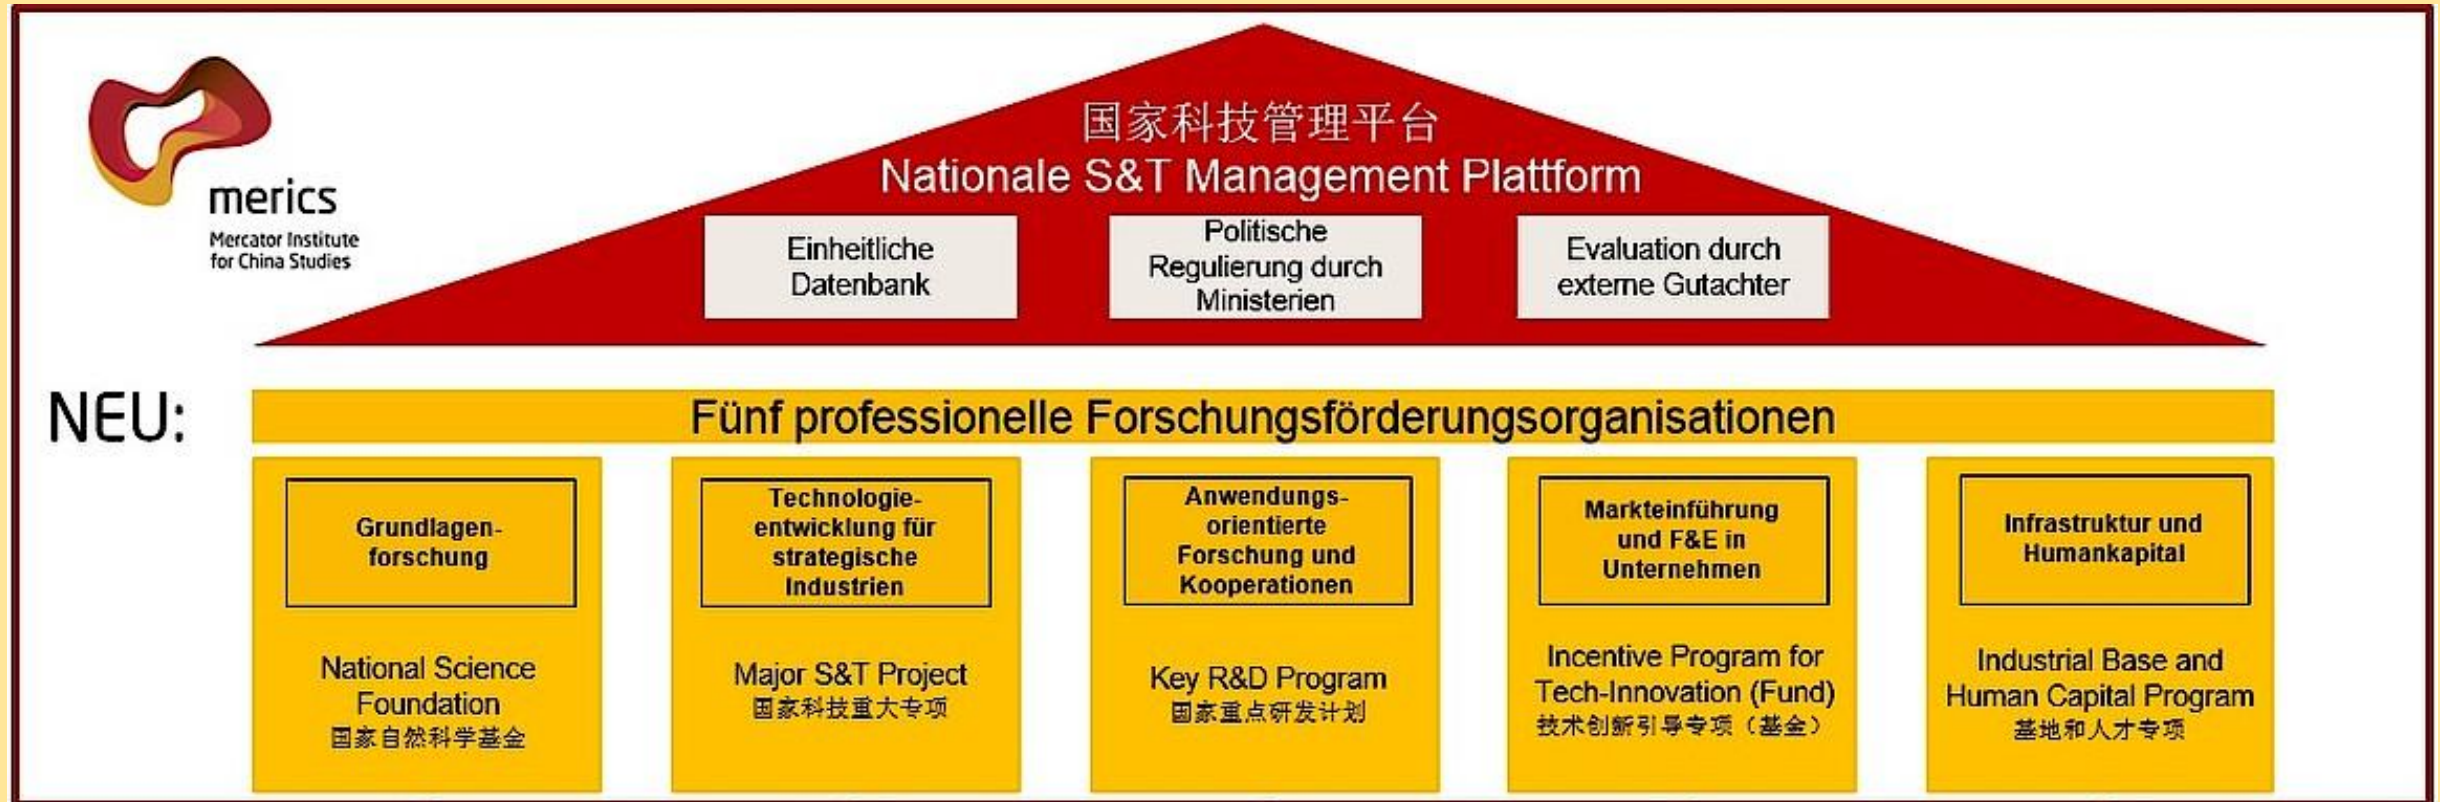 merics
Mercator Institute
for China Studies
国家科技管理平台
Nationale S&T Management Plattform
Einheitliche
Datenbank
Politische
Regulierung durch
Ministerien
Evaluation durch
externe Gutachter
NEU:
Fünf professionelle Forschungsförderungsorganisationen
Grundlagen-
forschung
National Science
Foundation
国家自然科学基金
Technologie-
entwicklung für
strategische
Industrien
Major S&T Project
国家科技重大专项
Anwendungs-
orientierte
Forschung und
Kooperationen
Key R&D Program
国家重点研发计划
Markteinführung
und F&E in
Unternehmen
Incentive Program for
Tech-Innovation (Fund)
技术创新引导专项（基金）
Infrastruktur und
Humankapital
Industrial Base and
Human Capital Program
基地和人才专项